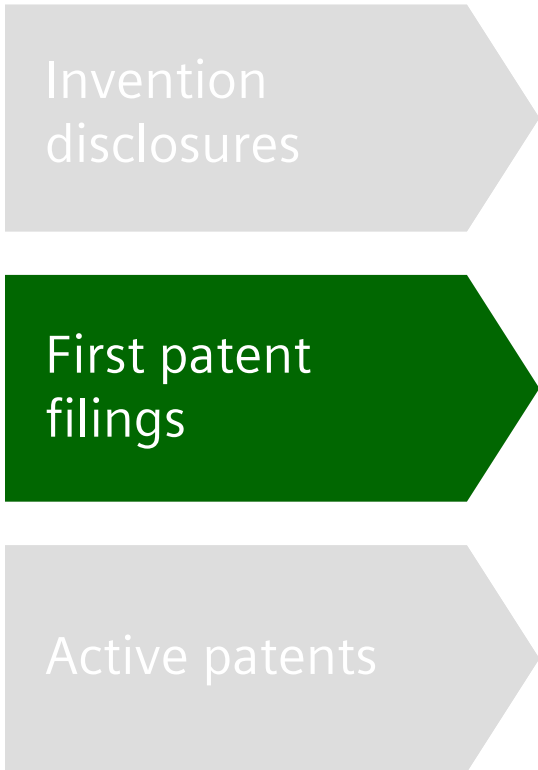 Invention
disclosures
First patent
filings
Active patents